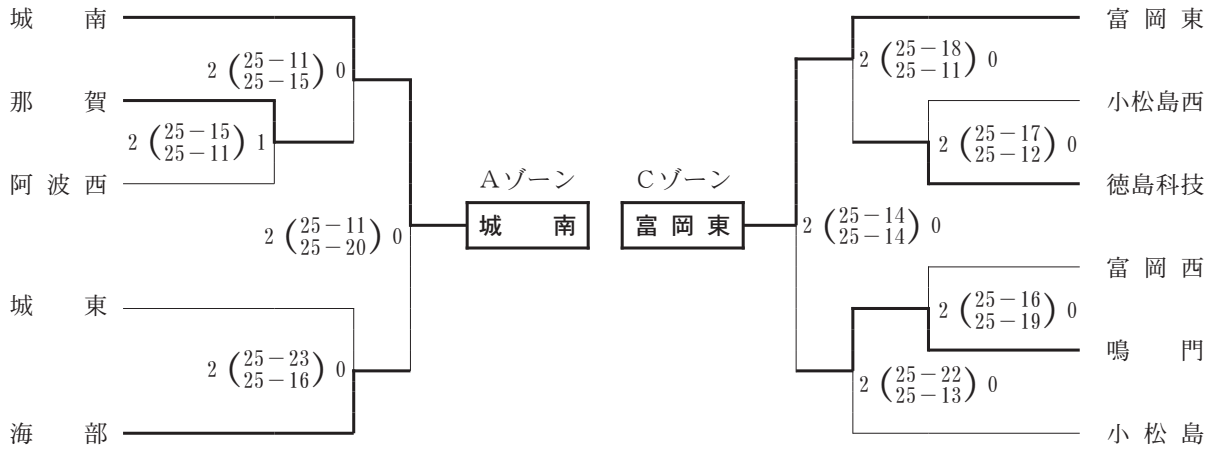 城南
2 (25－11 25－15) 0
那賀
2 (25－15 25－11) 1
阿波西
2 (25－11 25－20) 0
城東
2 (25－23 25－16) 0
海部
Aゾーン
城南
Cゾーン
富岡東
富岡東
2 (25－18 25－11) 0
小松島西
2 (25－17 25－12) 0
徳島科技
2 (25－14 25－14) 0
富岡西
2 (25－16 25－19) 0
鳴門
2 (25－22 25－13) 0
小松島